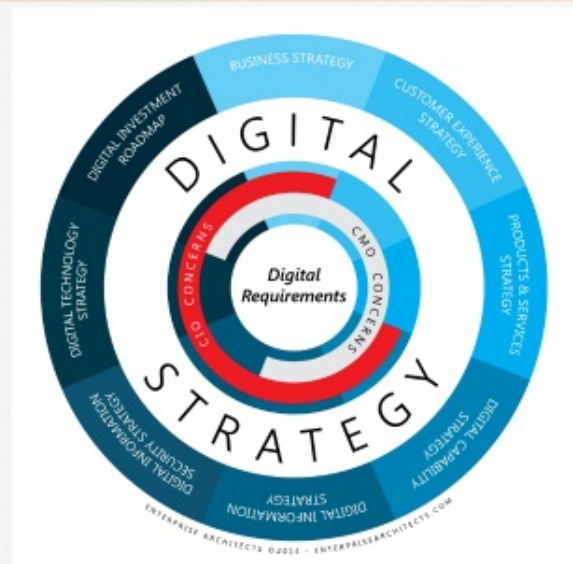 BUSINESS STRATEGY
CUSTOMER EXPERIENCE
STRATEGY
PRODUCTS & SERVICES
STRATEGY
DIGITAL CAPABILITY
STRATEGY
DIGITAL INFORMATION
STRATEGY
DIGITAL INFORMATION
SECURITY STRATEGY
DIGITAL TECHNOLOGY
STRATEGY
DIGITAL INVESTMENT
ROADMAP
DIGITAL
STRATEGY
CIO CONCERNS
CMO CONCERNS
Digital
Requirements
ENTERPRISE ARCHITECTS ©2014 - ENTERPRISEARCHITECTS.COM